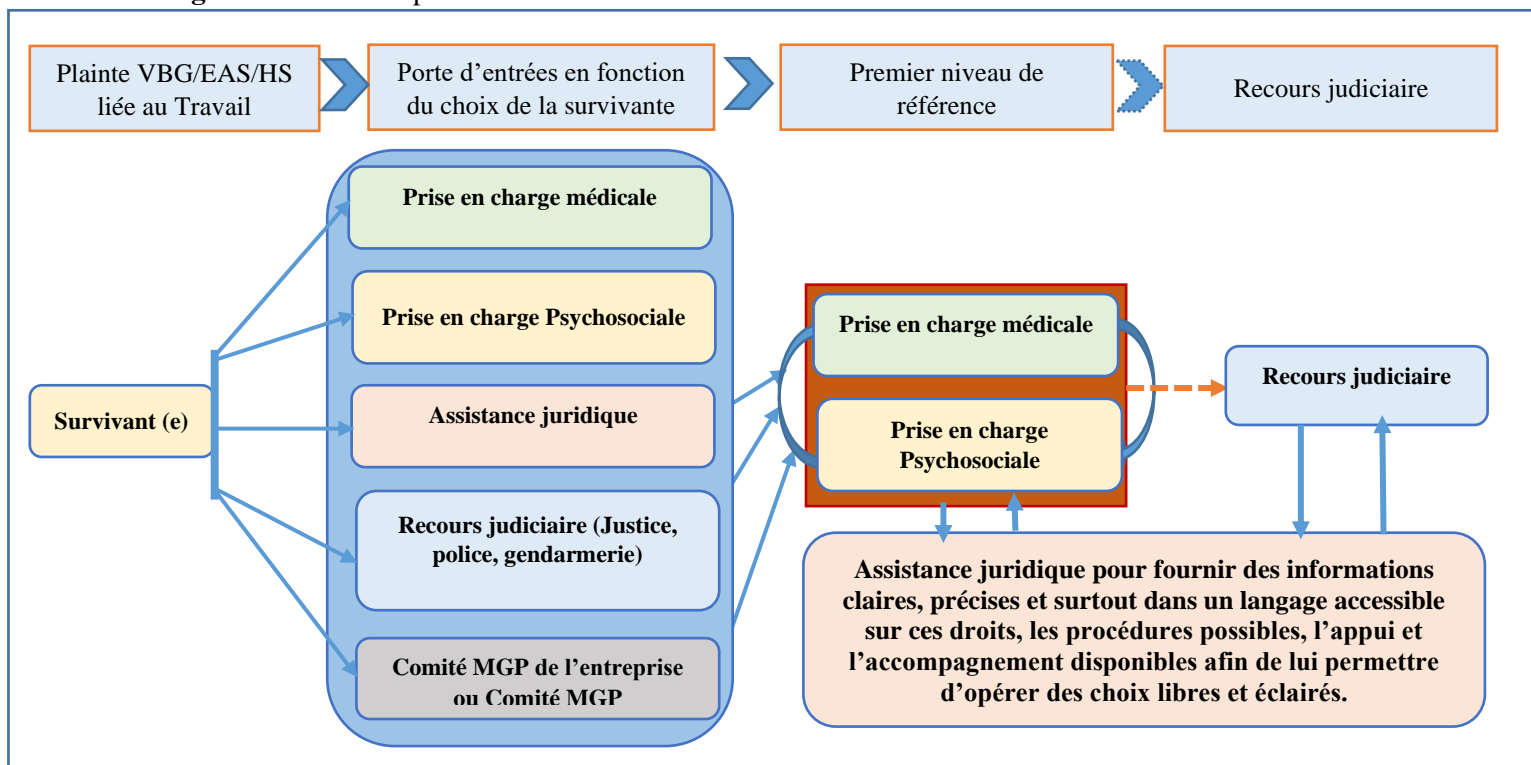 Plainte VBG/EAS/HS
liée au Travail
Porte d'entrées en fonction
du choix de la survivante
Premier niveau de
référence
Recours judiciaire
Prise en charge médicale
Prise en charge Psychosociale
Survivant (e)
Assistance juridique
Recours judiciaire (Justice,
police, gendarmerie)
Comité MGP de l'entreprise
ou Comité MGP
Prise en charge médicale
Prise en charge
Psychosociale
Recours judiciaire
Assistance juridique pour fournir des informations
claires, précises et surtout dans un langage accessible
sur ces droits, les procédures possibles, l'appui et
l'accompagnement disponibles afin de lui permettre
d'opérer des choix libres et éclairés.